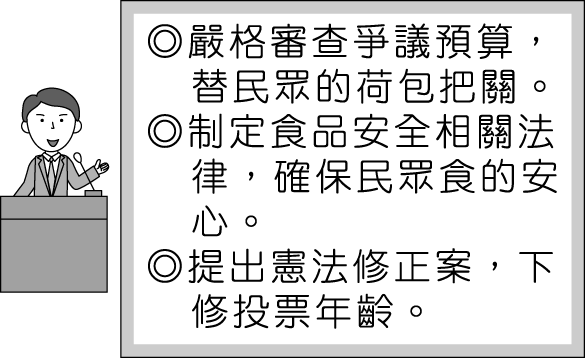 ◎嚴格審查爭議預算，
替民眾的荷包把關。
◎制定食品安全相關法
律，確保民眾食的安
心。
◎提出憲法修正案，下
修投票年齡。